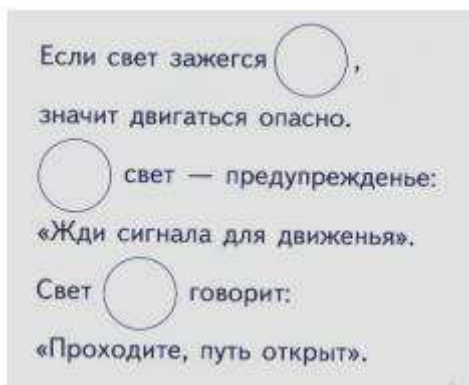 Если свет зажегся ,
значит двигаться опасно.
свет — предупрежденье:
«Жди сигнала для движенья».
Свет говорит:
«Проходите, путь открыт».